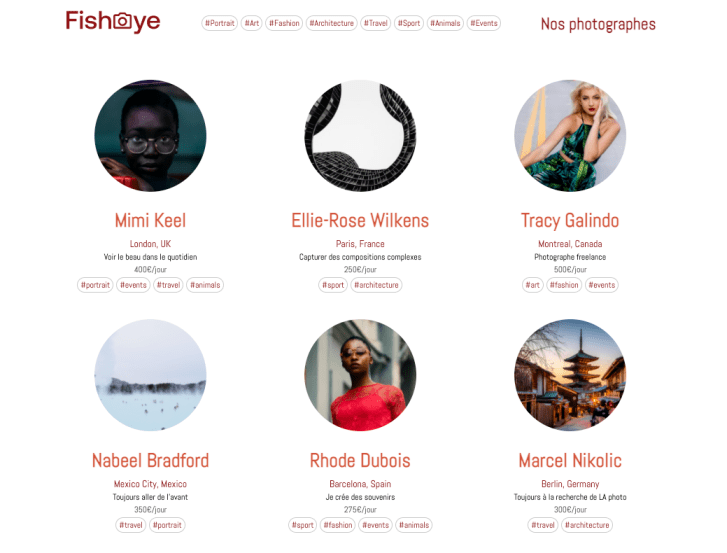 Fisheye
#Portrait #Art #Fashion #Architecture #Travel #Sport #Animals #Events
Nos photographes
Mimi Keel
London, UK
Voir le beau dans le quotidien
400€/jour
#portrait #events #travel #animals
Ellie-Rose Wilkens
Paris, France
Capturer des compositions complexes
250€/jour
#sport #architecture
Tracy Galindo
Montreal, Canada
Photographe freelance
500€/jour
#art #fashion #events
Nabeel Bradford
Mexico City, Mexico
Toujours aller de l'avant
350€/jour
#travel #portrait
Rhode Dubois
Barcelona, Spain
Je crée des souvenirs
275€/jour
#sport #fashion #events #animals
Marcel Nikolic
Berlin, Germany
Toujours à la recherche de LA photo
300€/jour
#travel #architecture